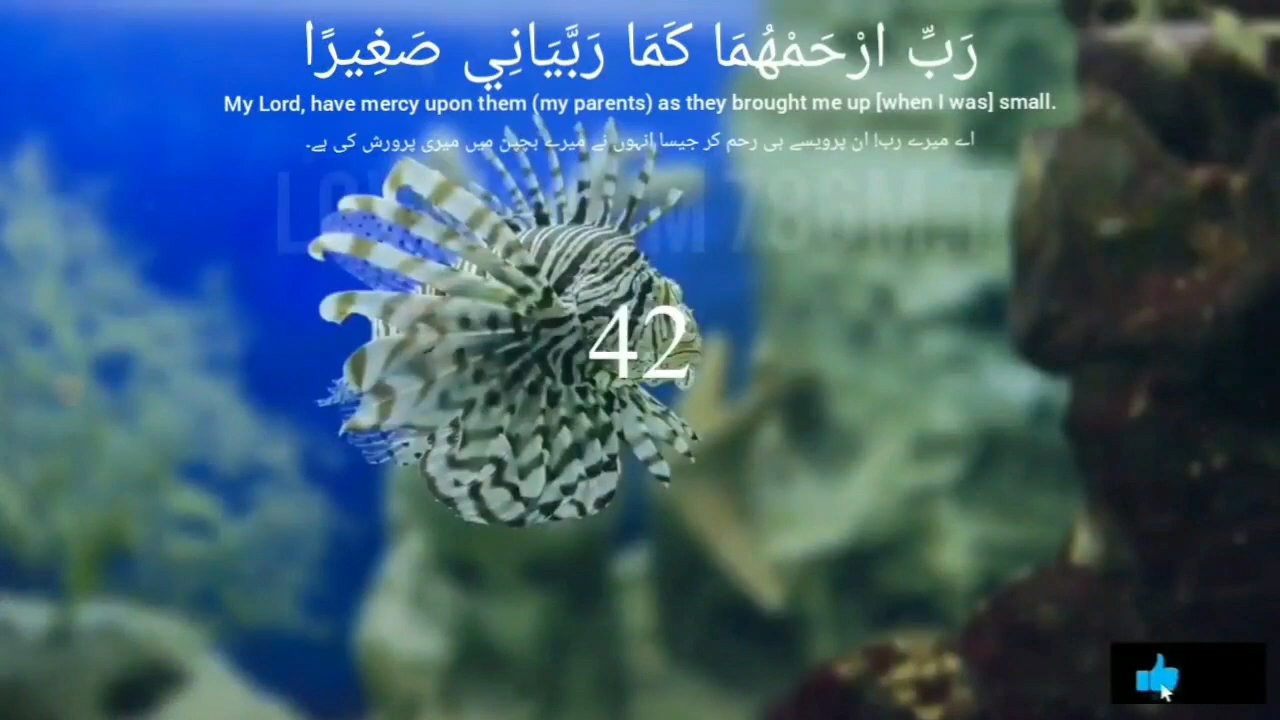 رَبِّ ارْحَمْهُمَا كَمَا رَبَّيَانِي صَغِيرًا
My Lord, have mercy upon them (my parents) as they brought me up [when I was] small.
اے میرے رب! ان پرویسے ہی رحم کر جیسا انہوں نے میرے بچپن میں میری پرورش کی ہے۔
42